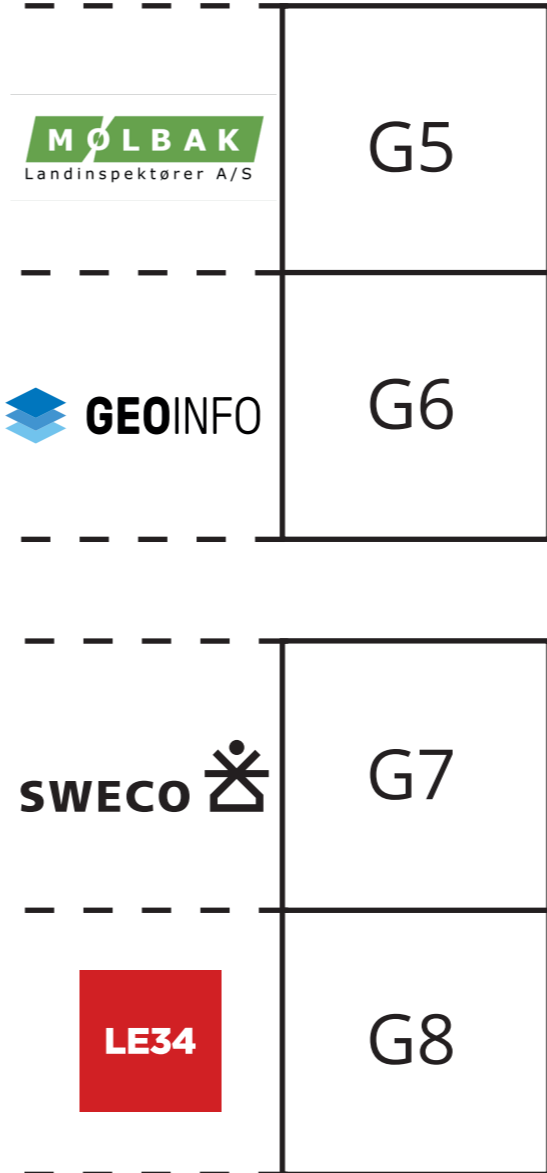 MØLBAK
Landinspektører A/S
G5
GEOINFO
G6
SWECO
G7
LE34
G8